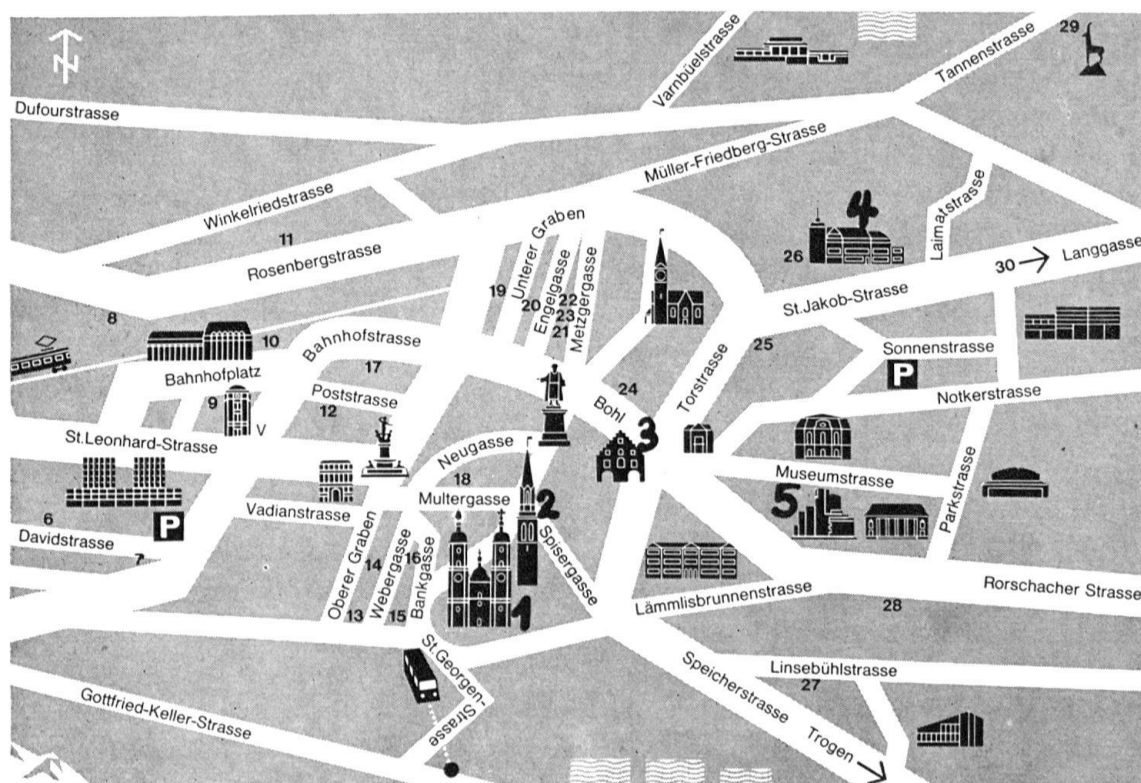 N
29
Tannenstrasse
Varnbüelstrasse
Dufourstrasse
Müller-Friedberg-Strasse
Winkelriedstrasse
4
Laimatstrasse
11
Rosenbergstrasse
Unterer Graben
26
30 → Langgasse
19
20
Engelgasse
22
23
21
Metzgergasse
St.Jakob-Strasse
8
10
Bahnhofstrasse
17
25
Sonnenstrasse
Bahnhofplatz
Poststrasse
24
Torstrasse
P
Notkerstrasse
9
12
V
Bohl
3
St.Leonhard-Strasse
Neugasse
18
Multergasse
Museumstrasse
5
Parkstrasse
6
Davidstrasse
P
7
Vadianstrasse
2
Oberer Graben
14
Webergasse
16
Bankgasse
Spisergasse
13
15
1
Lämmlisbrunnenstrasse
Rorschacher Strasse
28
St.Georgen-
Strasse
Speicherstrasse
Linsebühlstrasse
27
Gottfried-Keller-Strasse
Trogen →